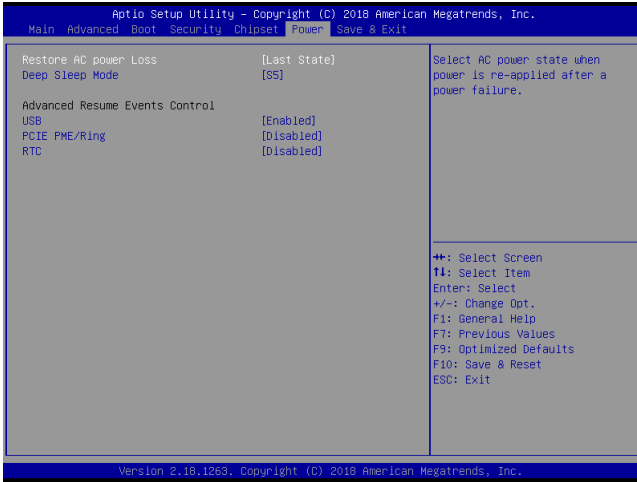 Aptio Setup Utility – Copyright (C) 2018 American Megatrends, Inc.
Main Advanced Boot Security Chipset Power Save & Exit
Restore AC power Loss [Last State]
Deep Sleep Mode [S5]
Advanced Resume Events Control
USB [Enabled]
PCIE PME/Ring [Disabled]
RTC [Disabled]
Select AC power state when
power is re-applied after a
power failure.
→←: Select Screen
↑↓: Select Item
Enter: Select
+/-: Change Opt.
F1: General Help
F7: Previous Values
F9: Optimized Defaults
F10: Save & Reset
ESC: Exit
Version 2.18.1263. Copyright (C) 2018 American Megatrends, Inc.